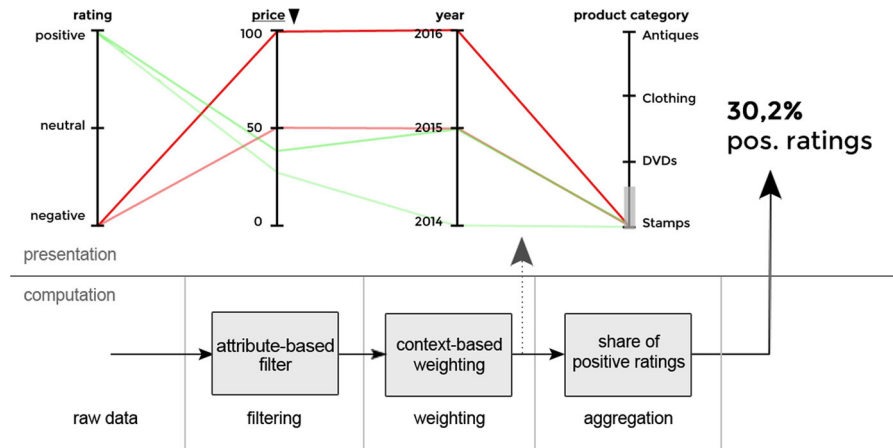 rating
price
year
product category
positive
neutral
negative
100
50
0
2016
2015
2014
Antiques
Clothing
DVDs
Stamps
30,2%
pos. ratings
presentation
computation
attribute-based
filter
context-based
weighting
share of
positive ratings
raw data
filtering
weighting
aggregation